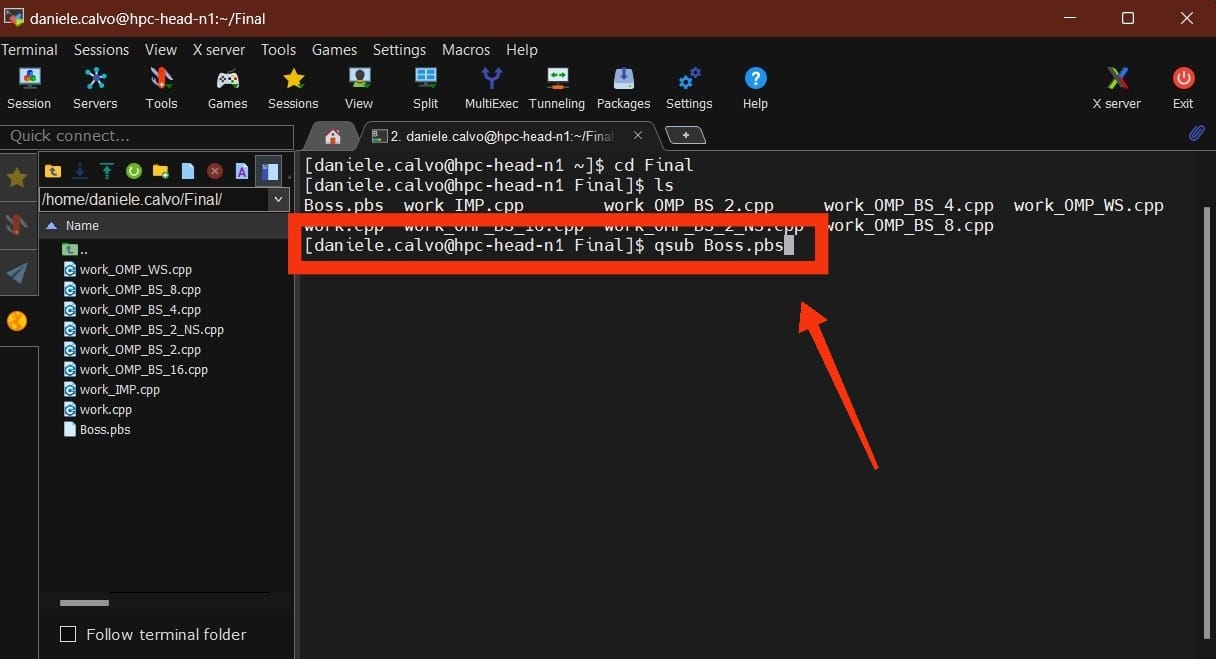 daniele.calvo@hpc-head-n1:~/Final
Terminal Sessions View X server Tools Games Settings Macros Help
Session Servers Tools Games Sessions View Split MultiExec Tunneling Packages Settings Help X server Exit
Quick connect...
2. daniele.calvo@hpc-head-n1:~/Final
/home/daniele.calvo/Final/
Name
..
work_OMP_WS.cpp
work_OMP_BS_8.cpp
work_OMP_BS_4.cpp
work_OMP_BS_2_NS.cpp
work_OMP_BS_2.cpp
work_OMP_BS_16.cpp
work_IMP.cpp
work.cpp
Boss.pbs
Follow terminal folder
[daniele.calvo@hpc-head-n1 ~]$ cd Final
[daniele.calvo@hpc-head-n1 Final]$ ls
Boss.pbs work_IMP.cpp work_OMP_BS_2.cpp work_OMP_BS_4.cpp work_OMP_WS.cpp
work.cpp work_OMP_BS_16.cpp work_OMP_BS_2_NS.cpp work_OMP_BS_8.cpp
[daniele.calvo@hpc-head-n1 Final]$ qsub Boss.pbs